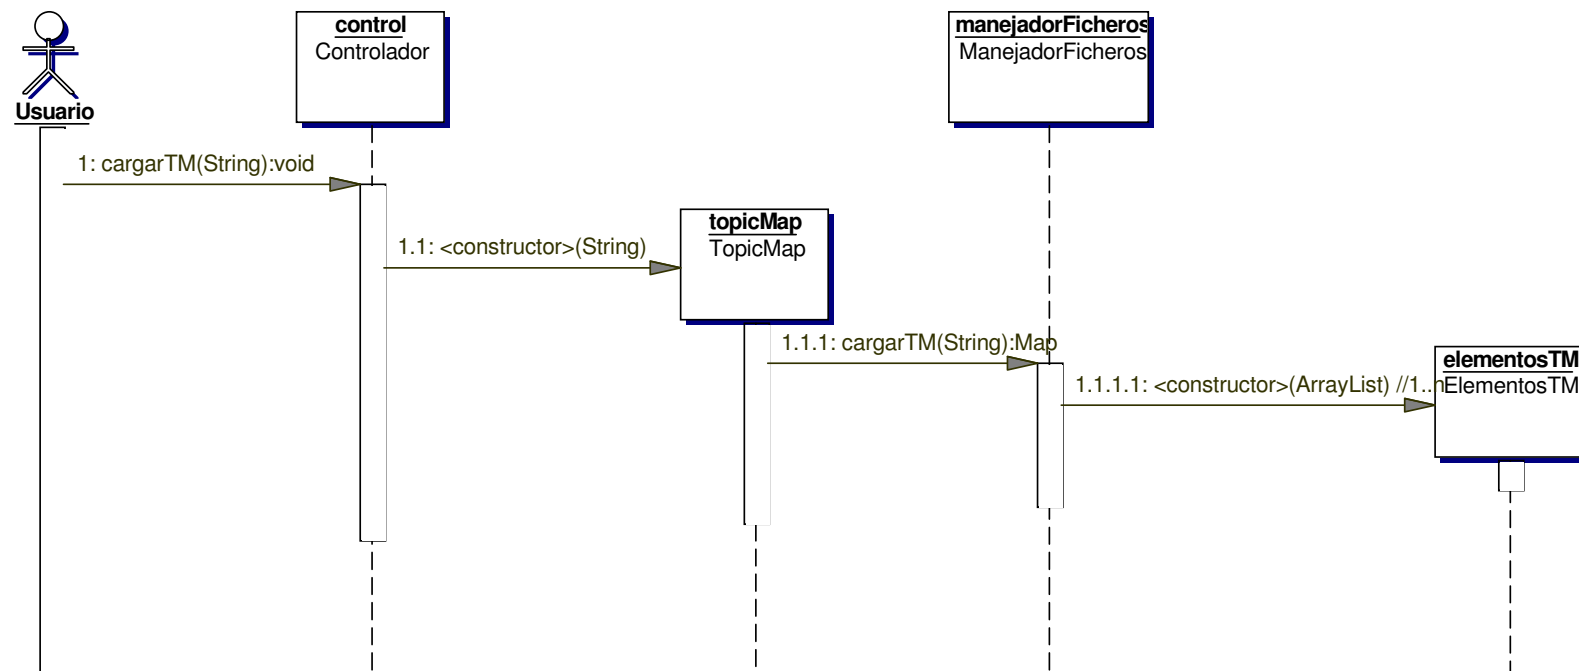 control
Controlador
manejadorFicheros
ManejadorFicheros
Usuario
1: cargarTM(String):void
topicMap
TopicMap
1.1: <constructor>(String)
1.1.1: cargarTM(String):Map
elementosTM
ElementosTM
1.1.1.1: <constructor>(ArrayList) //1..n